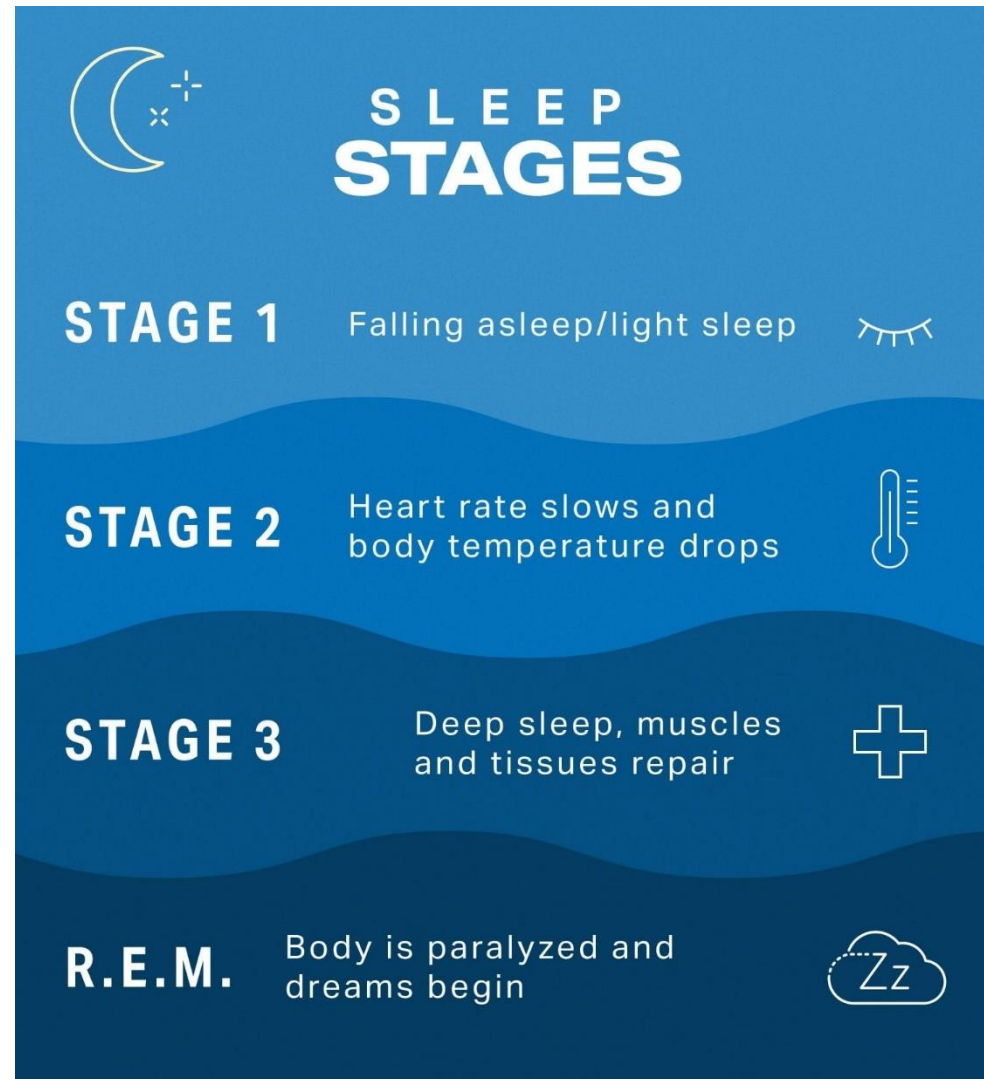 SLEEP
STAGES
STAGE 1
Falling asleep/light sleep
STAGE 2
Heart rate slows and
body temperature drops
STAGE 3
Deep sleep, muscles
and tissues repair
R.E.M.
Body is paralyzed and
dreams begin
Zz